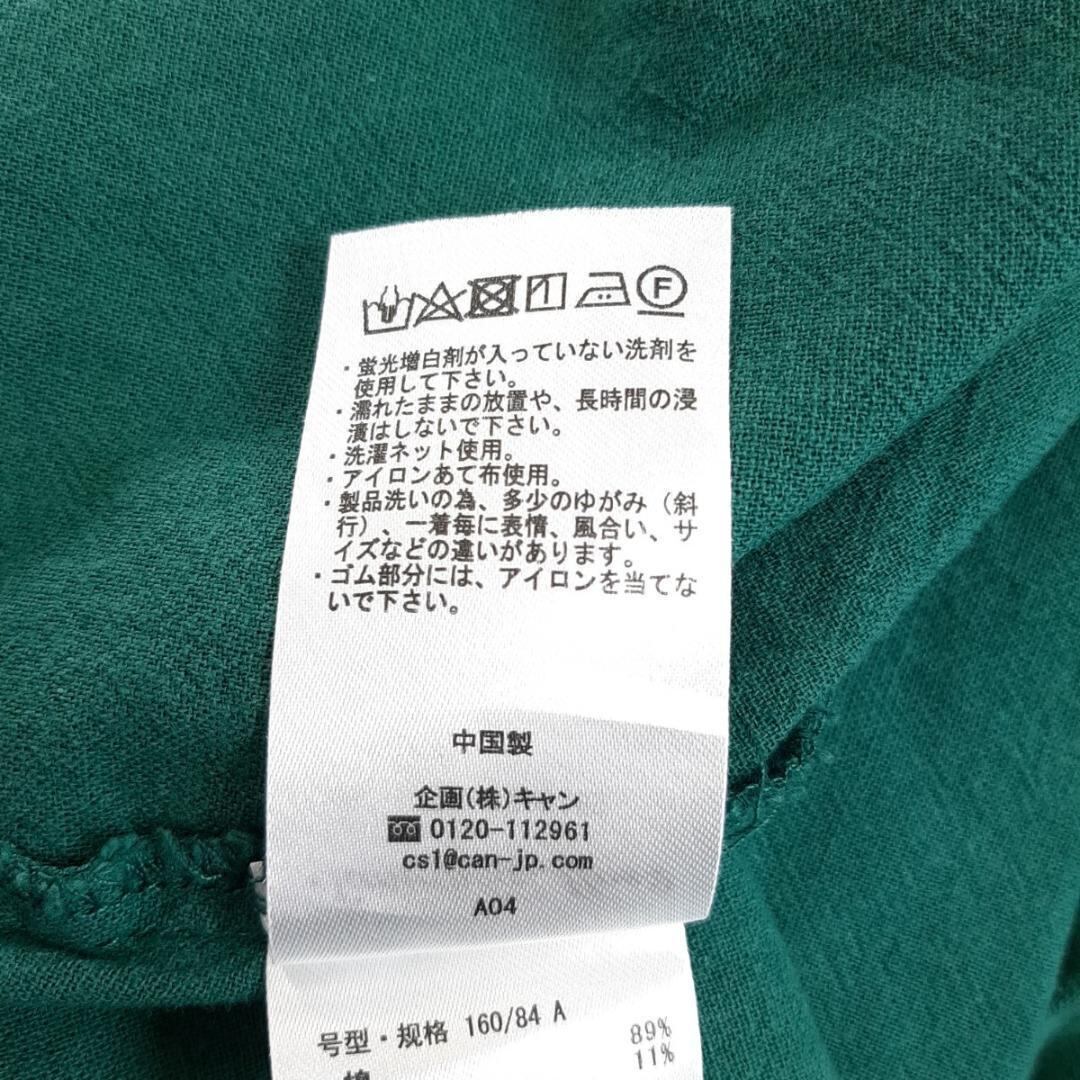 F
・蛍光増白剤が入っていない洗剤を
使用して下さい。
・濡れたままの放置や、長時間の浸
漬はしないで下さい。
・洗濯ネット使用。
・アイロンあて布使用。
・製品洗いの為、多少のゆがみ（斜
行）、一着毎に表情、風合い、サ
イズなどの違いがあります。
・ゴム部分には、アイロンを当てな
いで下さい。
中国製
企画(株)キャン
0120-112961
cs1@can-jp.com
A04
号型・规格 160/84 A
89%
11%